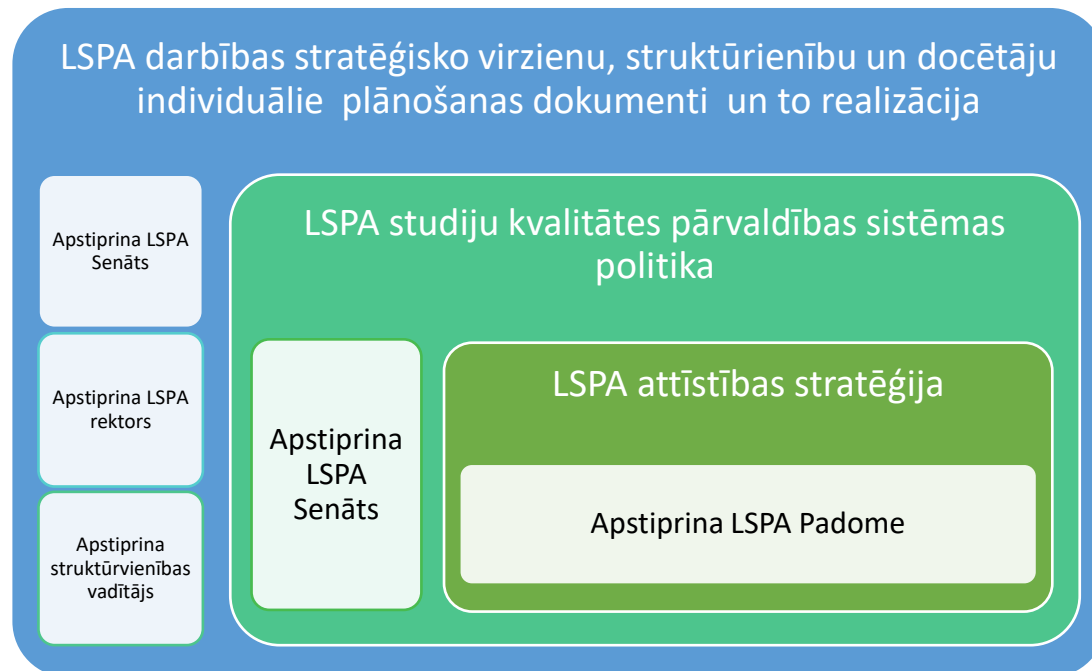 LSPA darbības stratēģisko virzienu, struktūrienību un docētāju
individuālie plānošanas dokumenti un to realizācija
Apstiprina LSPA
Senāts
Apstiprina LSPA
rektors
Apstiprina
struktūrvienības
vadītājs
LSPA studiju kvalitātes pārvaldības sistēmas
politika
Apstiprina
LSPA
Senāts
LSPA attīstības stratēģija
Apstiprina LSPA Padome